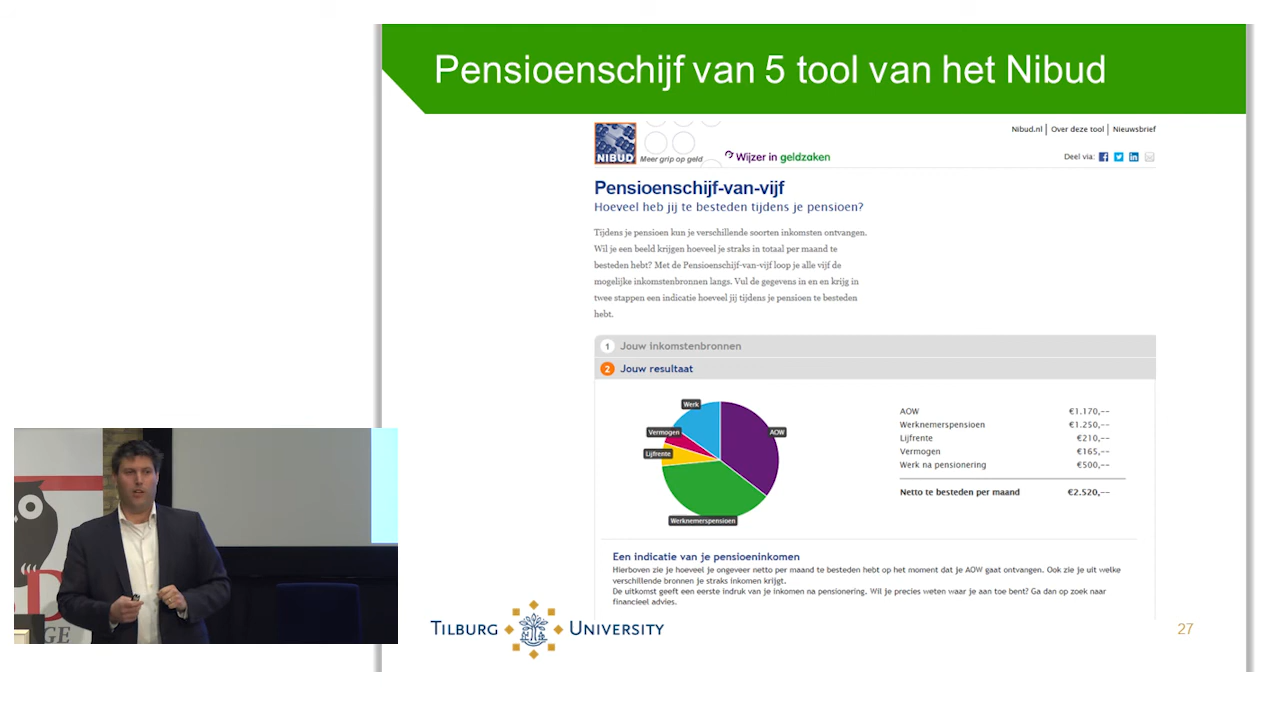 Pensioenschijf van 5 tool van het Nibud
NIBUD
Meer grip op geld
Wijzer in geldzaken
Nibud.nl | Over deze tool | Nieuwsbrief
Deel via:
Pensioenschijf-van-vijf
Hoeveel heb jij te besteden tijdens je pensioen?
Tijdens je pensioen kun je verschillende soorten inkomsten ontvangen.
Wil je een beeld krijgen hoeveel je straks in totaal per maand te
besteden hebt? Met de Pensioenschijf-van-vijf loop je alle vijf de
mogelijke inkomstenbronnen langs. Vul de gegevens in en en krijg in
twee stappen een indicatie hoeveel jij tijdens je pensioen te besteden
hebt.
1 Jouw inkomstenbronnen
2 Jouw resultaat
Werk
Vermogen
AOW
Lijfrente
Werknemerspensioen
AOW €1.170,--
Werknemerspensioen €1.250,--
Lijfrente €210,--
Vermogen €165,--
Werk na pensionering €500,--
Netto te besteden per maand €2.520,--
Een indicatie van je pensioeninkomen
Hierboven zie je hoeveel je ongeveer netto per maand te besteden hebt op het moment dat je AOW gaat ontvangen. Ook zie je uit welke
verschillende bronnen je straks inkomen krijgt.
De uitkomst geeft een eerste indruk van je inkomen na pensionering. Wil je precies weten waar je aan toe bent? Ga dan op zoek naar
financieel advies.
TILBURG UNIVERSITY
27